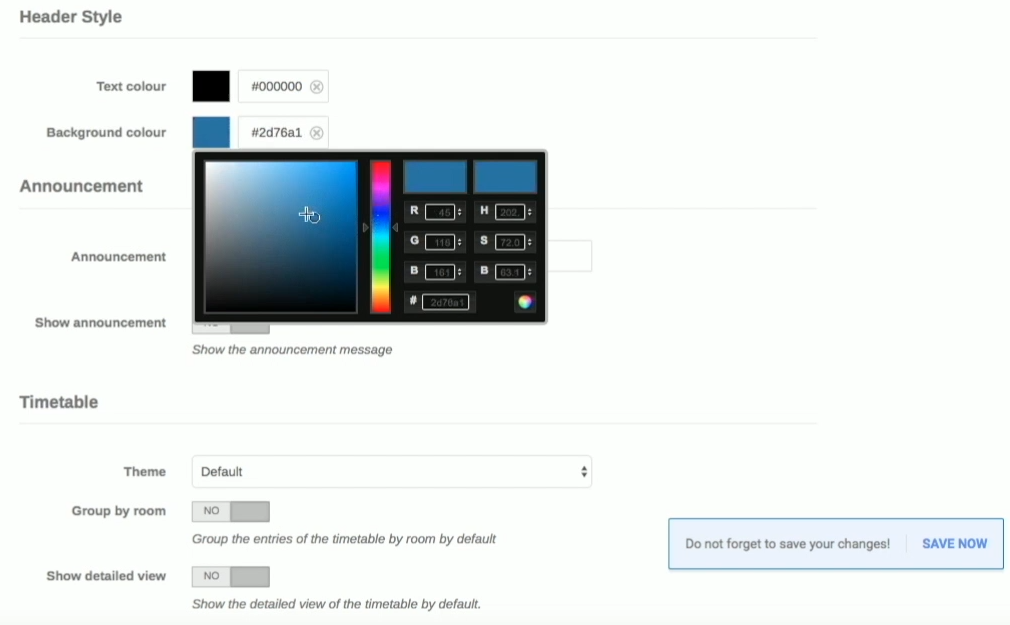 Header Style
Text colour #000000
Background colour #2d76a1
Announcement
R 45 H 202.
G 118 S 72.0
Announcement
B 161 B 63.1
# 2d76a1
Show announcement
Show the announcement message
Timetable
Theme Default
Group by room NO
Group the entries of the timetable by room by default
Do not forget to save your changes! SAVE NOW
Show detailed view NO
Show the detailed view of the timetable by default.